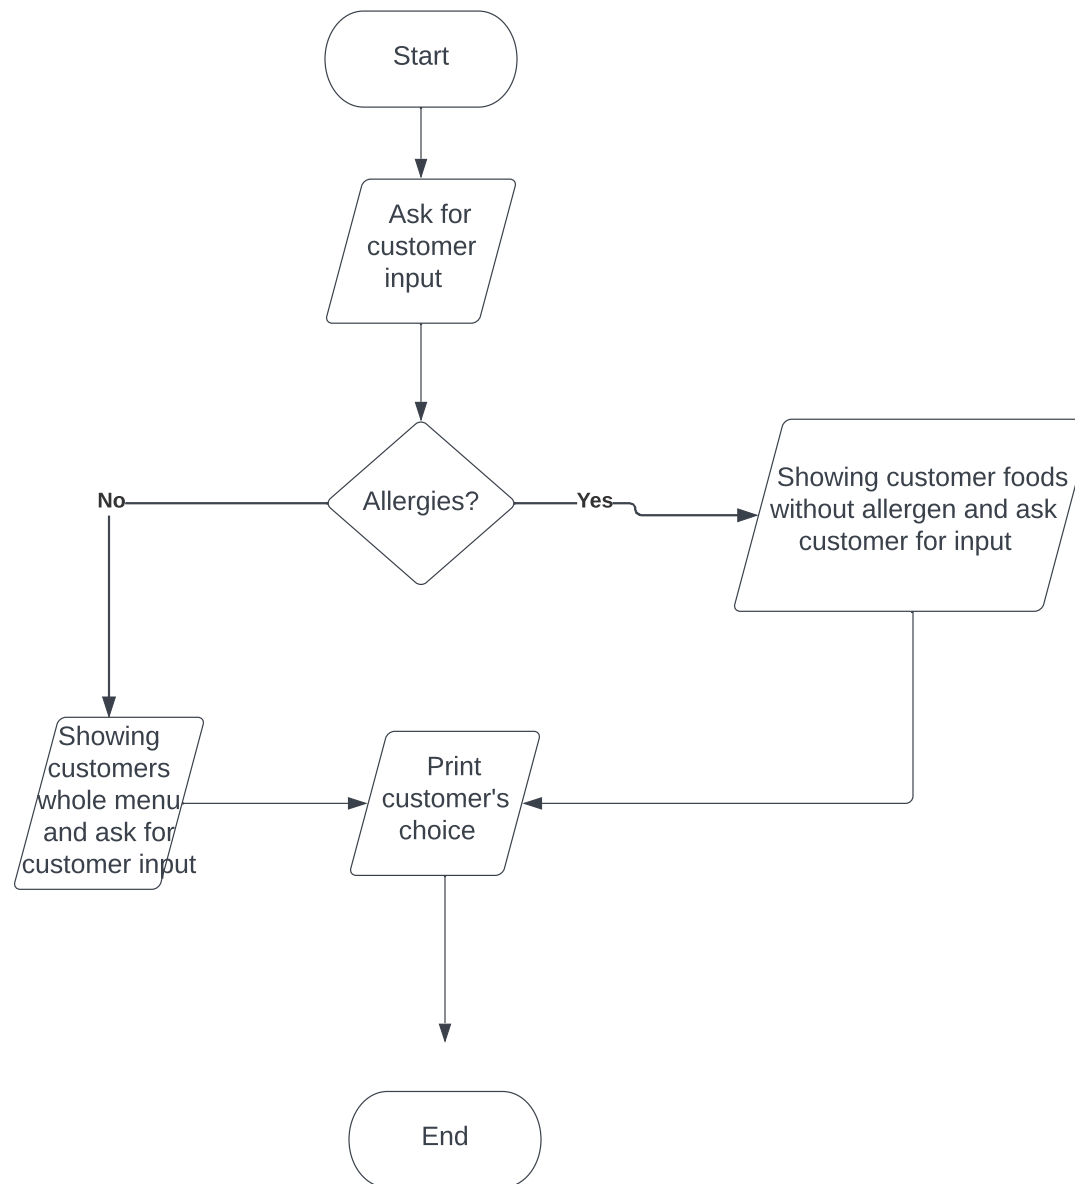 Start
Ask for
customer
input
Allergies?
No
Yes
Showing customer foods
without allergen and ask
customer for input
Showing
customers
whole menu
and ask for
customer input
Print
customer's
choice
End